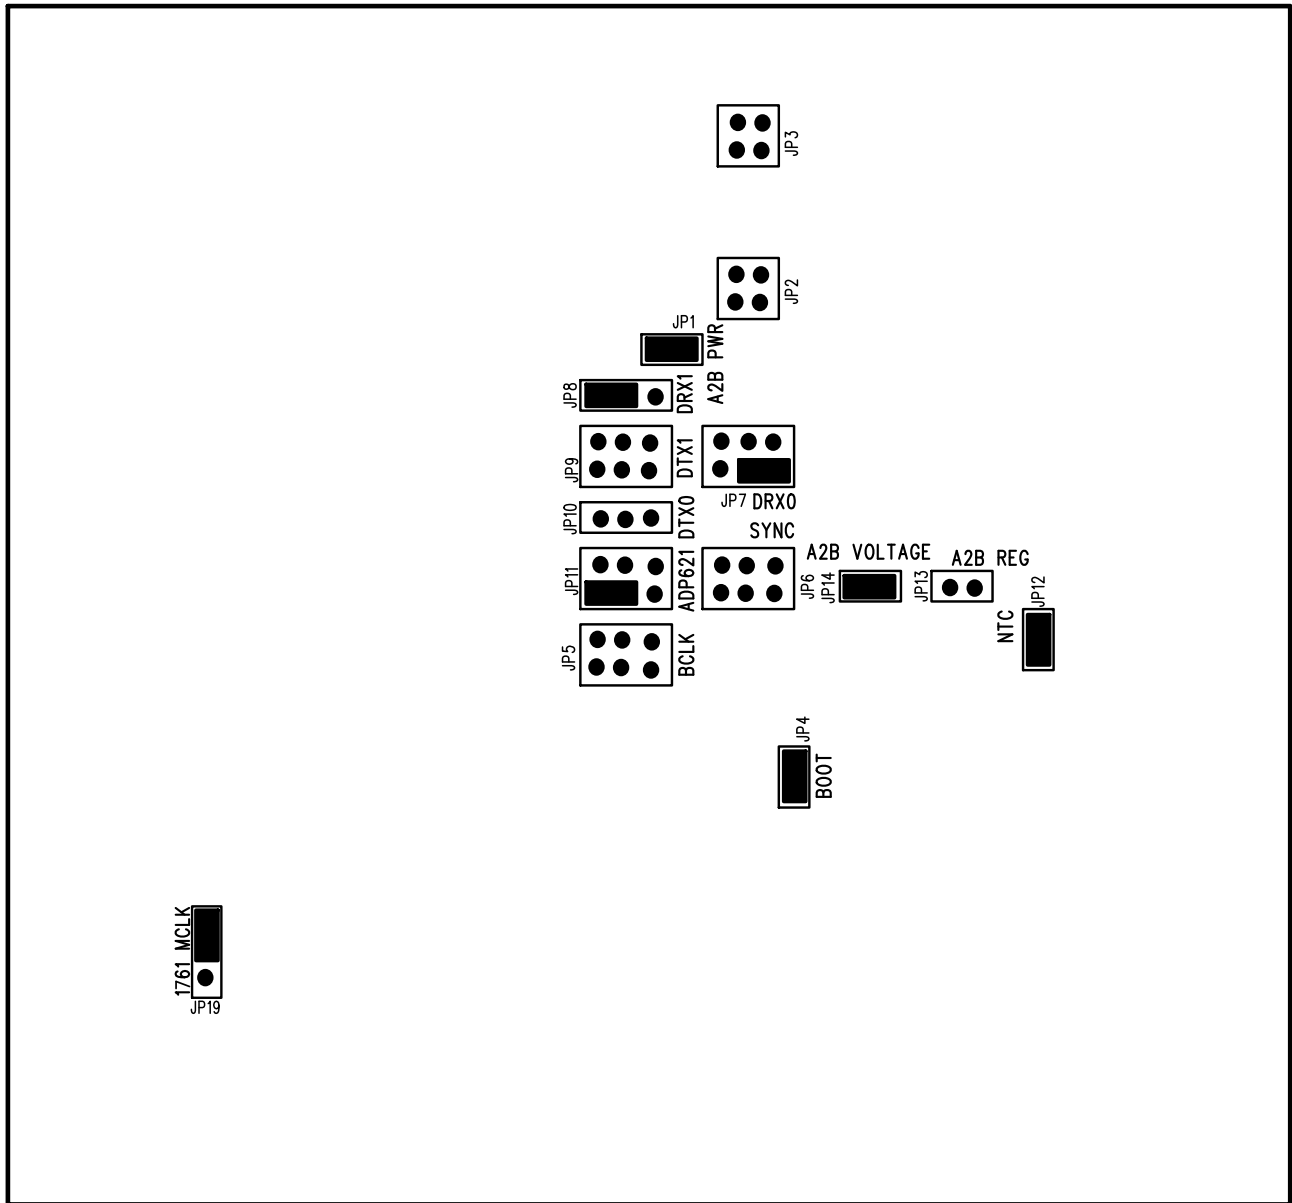 JP3
JP2
JP1
A2B PWR
JP8
DRX1
JP9
DTX1
JP7 DRX0
JP10
DTX0
SYNC
JP11
ADP621
JP6
A2B VOLTAGE
JP14
A2B REG
JP13
JP12
NTC
JP5
BCLK
JP4
BOOT
1761 MCLK
JP19